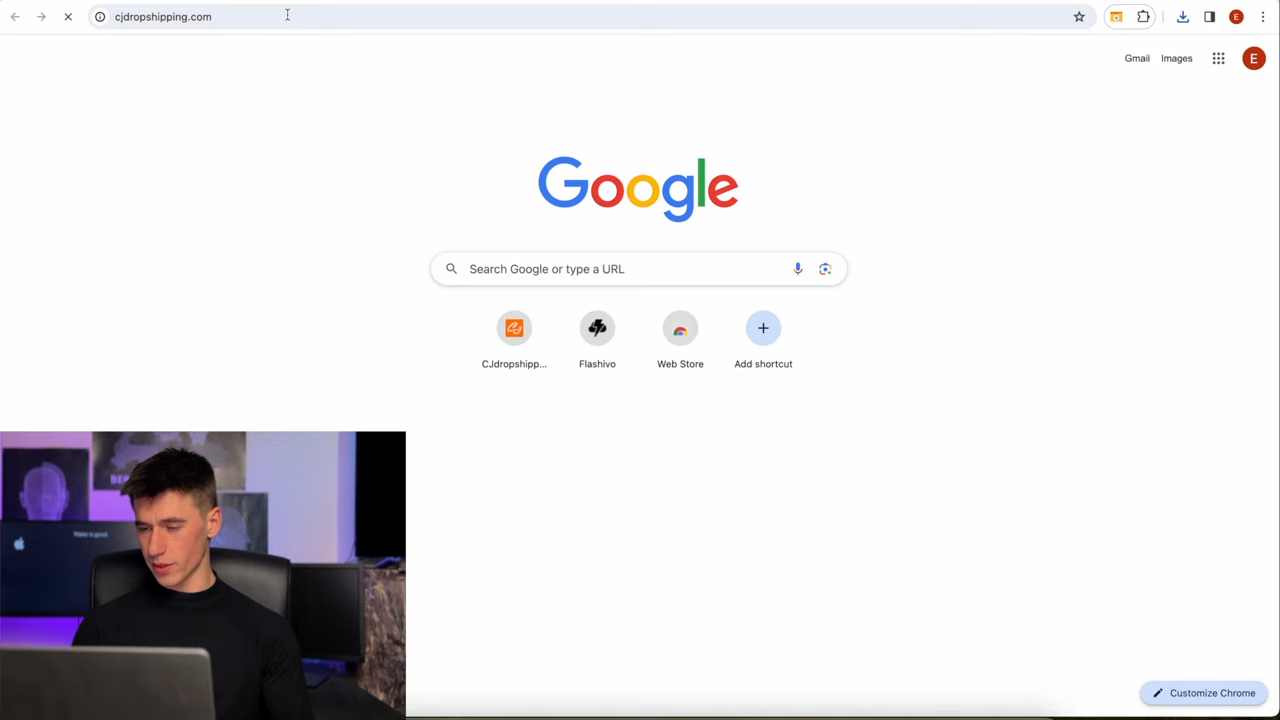 cjdropshipping.com
E
Gmail
Images
E
Google
Search Google or type a URL
CJdropshipp...
Flashivo
Web Store
Add shortcut
Customize Chrome